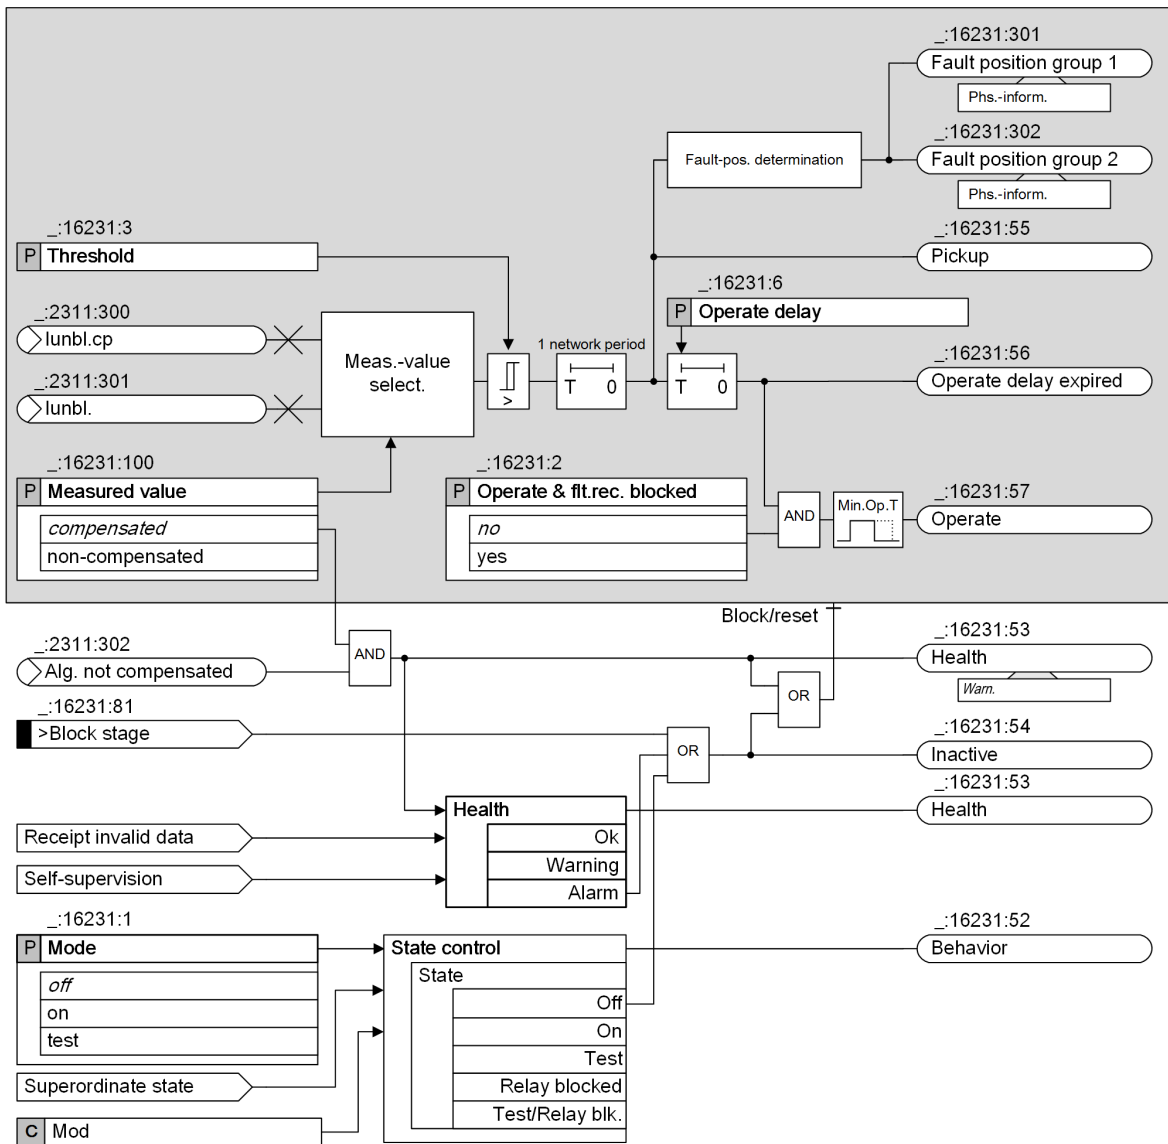 _:16231:301
Fault position group 1
Phs.-inform.
_:16231:302
Fault-pos. determination
Fault position group 2
Phs.-inform.
_:16231:3
_:16231:55
P Threshold
Pickup
_:16231:6
_:2311:300
P Operate delay
Iunbl.cp
1 network period
Meas.-value
select.
_:16231:56
_:2311:301
>
T 0
T 0
Operate delay expired
Iunbl.
_:16231:100
_:16231:2
_:16231:57
P Measured value
P Operate & flt.rec. blocked
Min.Op.T
compensated
no
AND
Operate
non-compensated
yes
Block/reset
_:2311:302
_:16231:53
AND
Health
Alg. not compensated
Warn.
OR
_:16231:81
_:16231:54
>Block stage
OR
Inactive
_:16231:53
Health
Health
Receipt invalid data
Ok
Warning
Self-supervision
Alarm
_:16231:1
_:16231:52
P Mode
State control
Behavior
off
State
on
Off
test
On
Test
Superordinate state
Relay blocked
Test/Relay blk.
C Mod